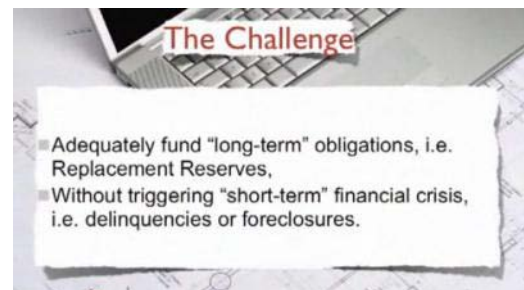 The Challenge
Adequately fund “long-term” obligations, i.e.
Replacement Reserves,
Without triggering “short-term” financial crisis,
i.e. delinquencies or foreclosures.